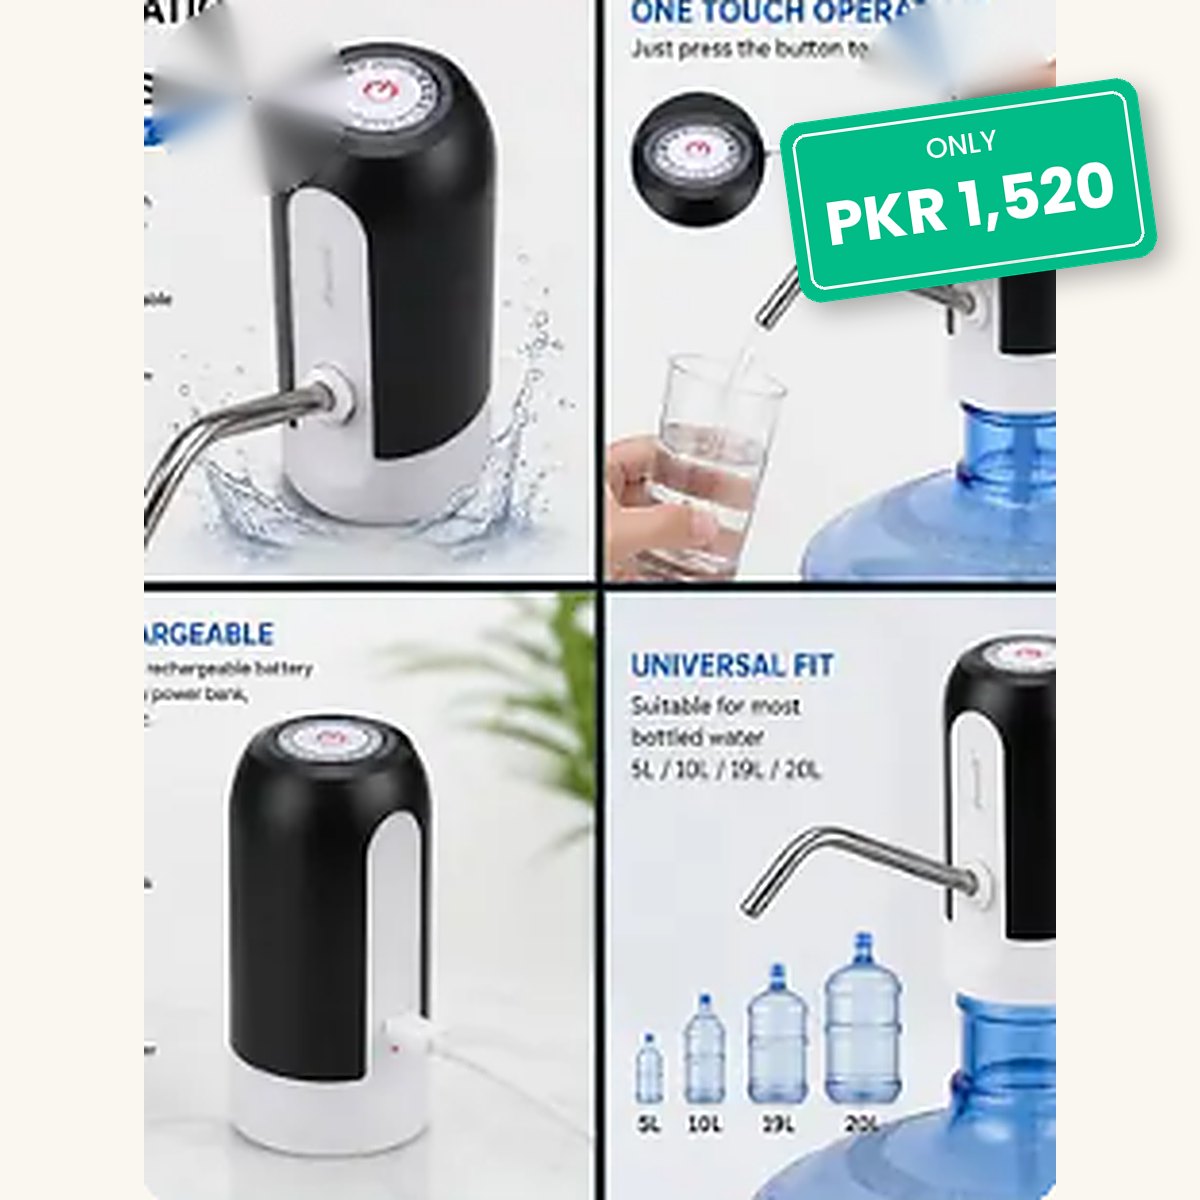 ONE TOUCH
Just press the button to
ONLY
PKR 1,520
ARGEABLE
rechargeable battery
power bank,
UNIVERSAL FIT
Suitable for most
bottled water
5L / 10L / 19L / 20L
5L 10L 19L 20L